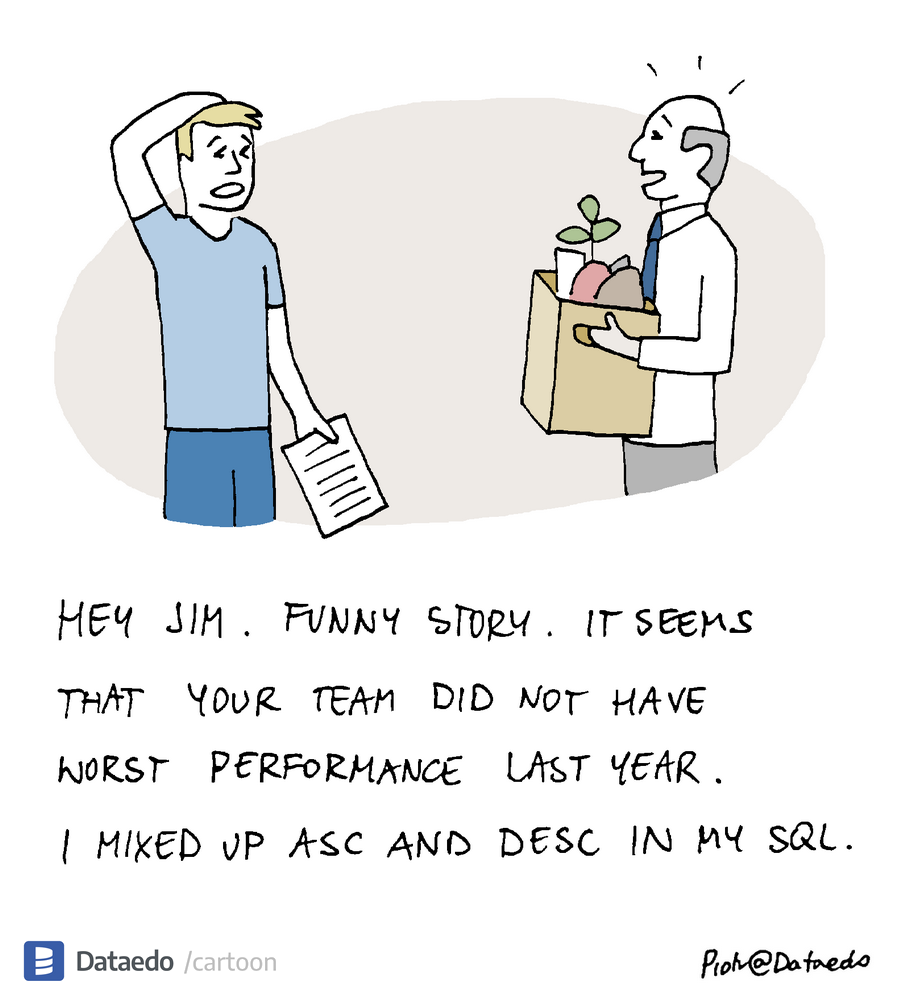 HEY JIM. FUNNY STORY. IT SEEMS
THAT YOUR TEAM DID NOT HAVE
WORST PERFORMANCE LAST YEAR.
I MIXED UP ASC AND DESC IN MY SQL.
Dataedo /cartoon
Piotr@Dataedo